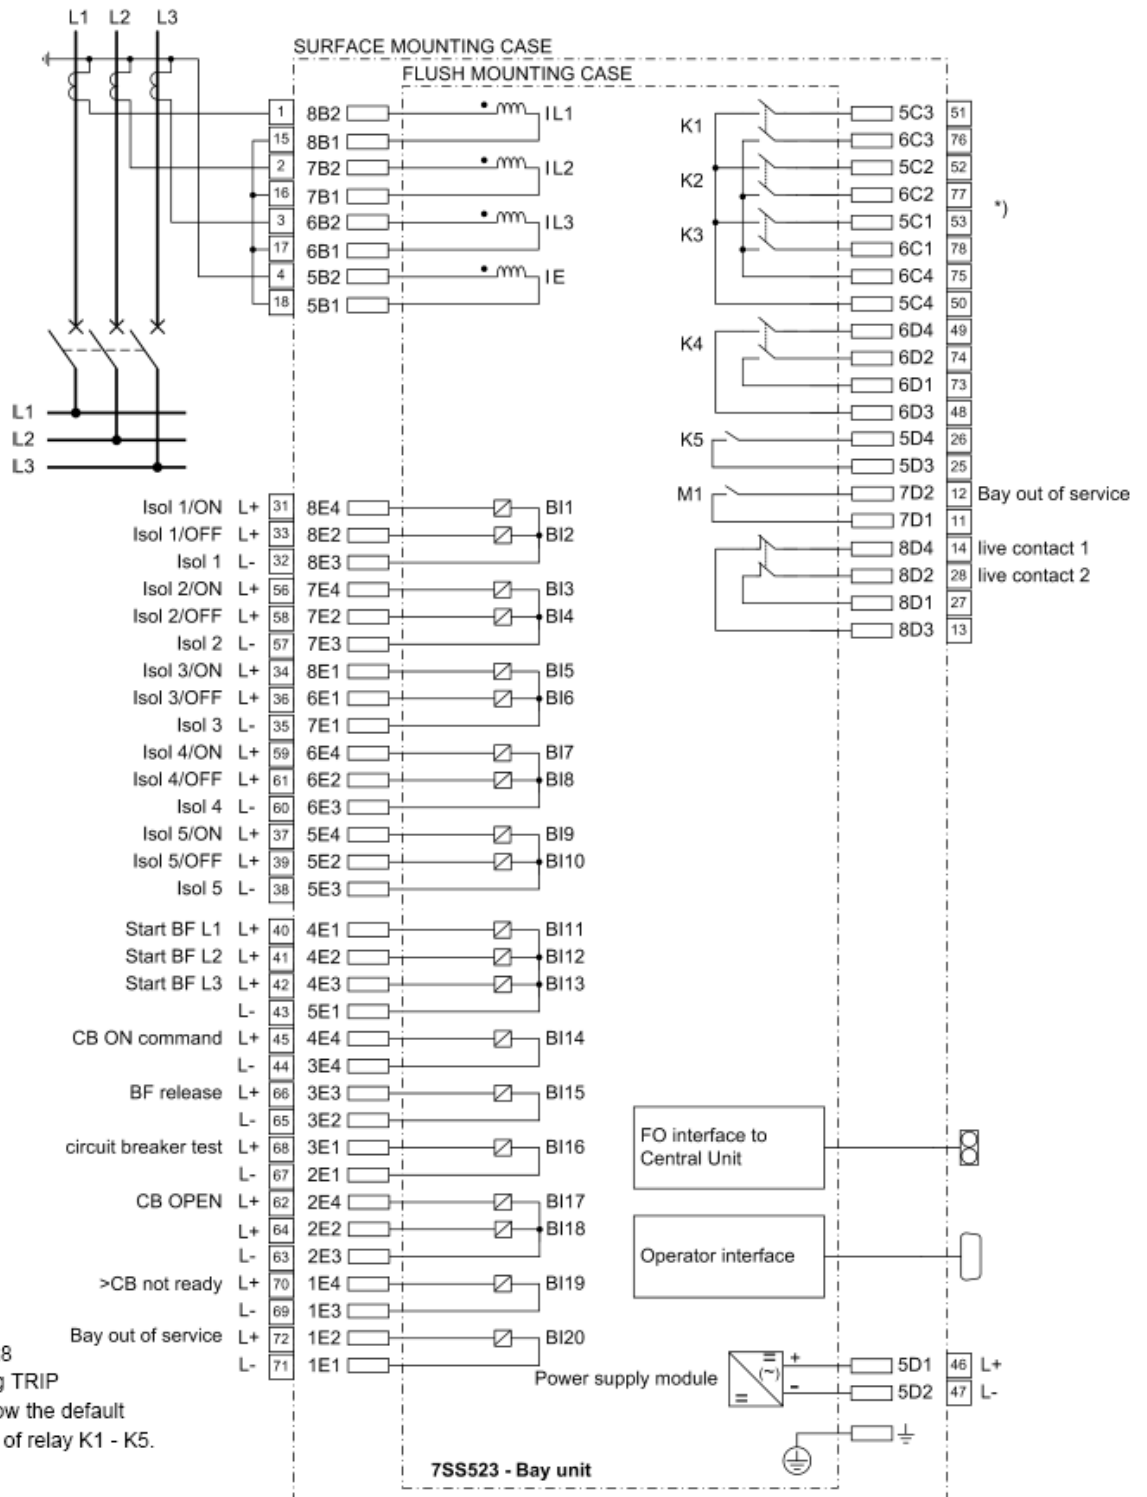 L1 L2 L3
SURFACE MOUNTING CASE
FLUSH MOUNTING CASE
1 8B2 IL1
15 8B1
2 7B2 IL2
16 7B1
3 6B2 IL3
17 6B1
4 5B2 IE
18 5B1
K1 5C3 51
6C3 76
K2 5C2 52
6C2 77
*)
K3 5C1 53
6C1 78
6C4 75
5C4 50
K4 6D4 49
6D2 74
6D1 73
6D3 48
K5 5D4 26
5D3 25
M1 7D2 12 Bay out of service
7D1 11
8D4 14 live contact 1
8D2 28 live contact 2
8D1 27
8D3 13
L1
L2
L3
Isol 1/ON L+ 31 8E4 BI1
Isol 1/OFF L+ 33 8E2 BI2
Isol 1 L- 32 8E3
Isol 2/ON L+ 56 7E4 BI3
Isol 2/OFF L+ 58 7E2 BI4
Isol 2 L- 57 7E3
Isol 3/ON L+ 34 8E1 BI5
Isol 3/OFF L+ 36 6E1 BI6
Isol 3 L- 35 7E1
Isol 4/ON L+ 59 6E4 BI7
Isol 4/OFF L+ 61 6E2 BI8
Isol 4 L- 60 6E3
Isol 5/ON L+ 37 5E4 BI9
Isol 5/OFF L+ 39 5E2 BI10
Isol 5 L- 38 5E3
Start BF L1 L+ 40 4E1 BI11
Start BF L2 L+ 41 4E2 BI12
Start BF L3 L+ 42 4E3 BI13
L- 43 5E1
CB ON command L+ 45 4E4 BI14
L- 44 3E4
BF release L+ 66 3E3 BI15
L- 65 3E2
circuit breaker test L+ 68 3E1 BI16
L- 67 2E1
CB OPEN L+ 62 2E4 BI17
L+ 64 2E2 BI18
L- 63 2E3
>CB not ready L+ 70 1E4 BI19
L- 69 1E3
Bay out of service L+ 72 1E2 BI20
L- 71 1E1
FO interface to
Central Unit
Operator interface
Power supply module = (~) = + - 
5D1 46 L+
5D2 47 L-
8
g TRIP
ow the default
of relay K1 - K5.
7SS523 - Bay unit